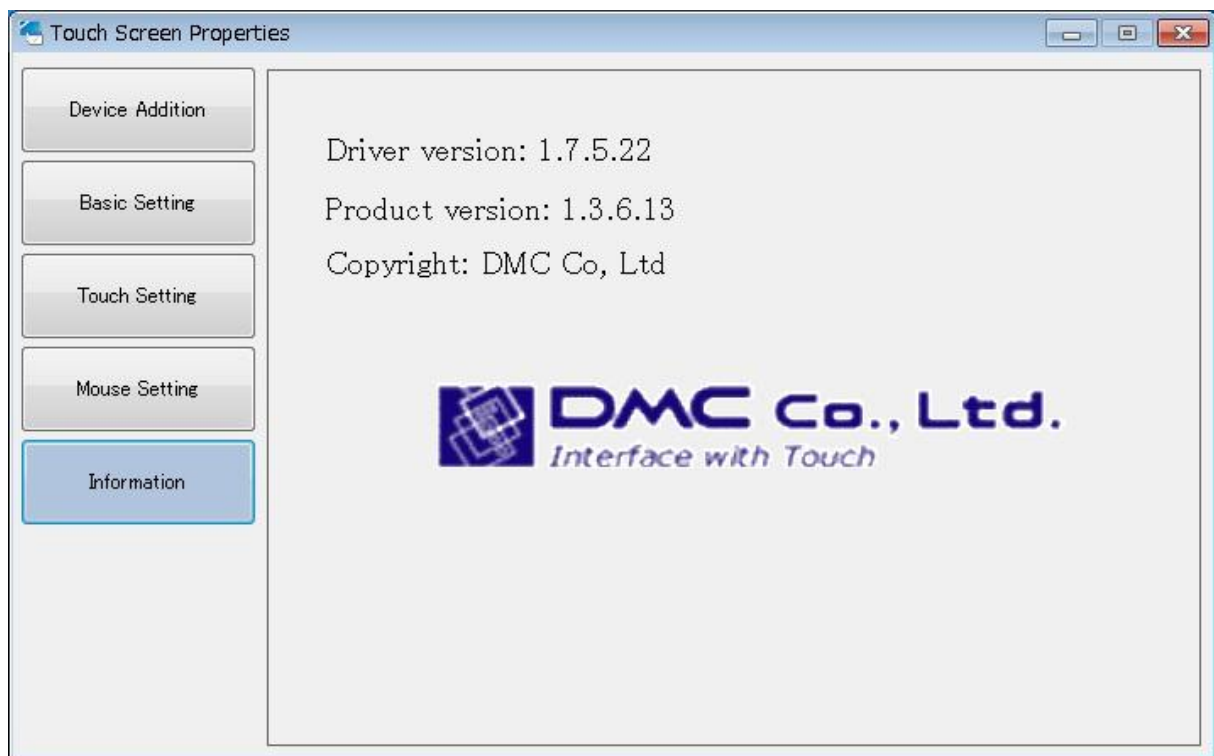 Touch Screen Properties
Device Addition
Basic Setting
Touch Setting
Mouse Setting
Information
Driver version: 1.7.5.22
Product version: 1.3.6.13
Copyright: DMC Co, Ltd
DMC Co., Ltd.
Interface with Touch